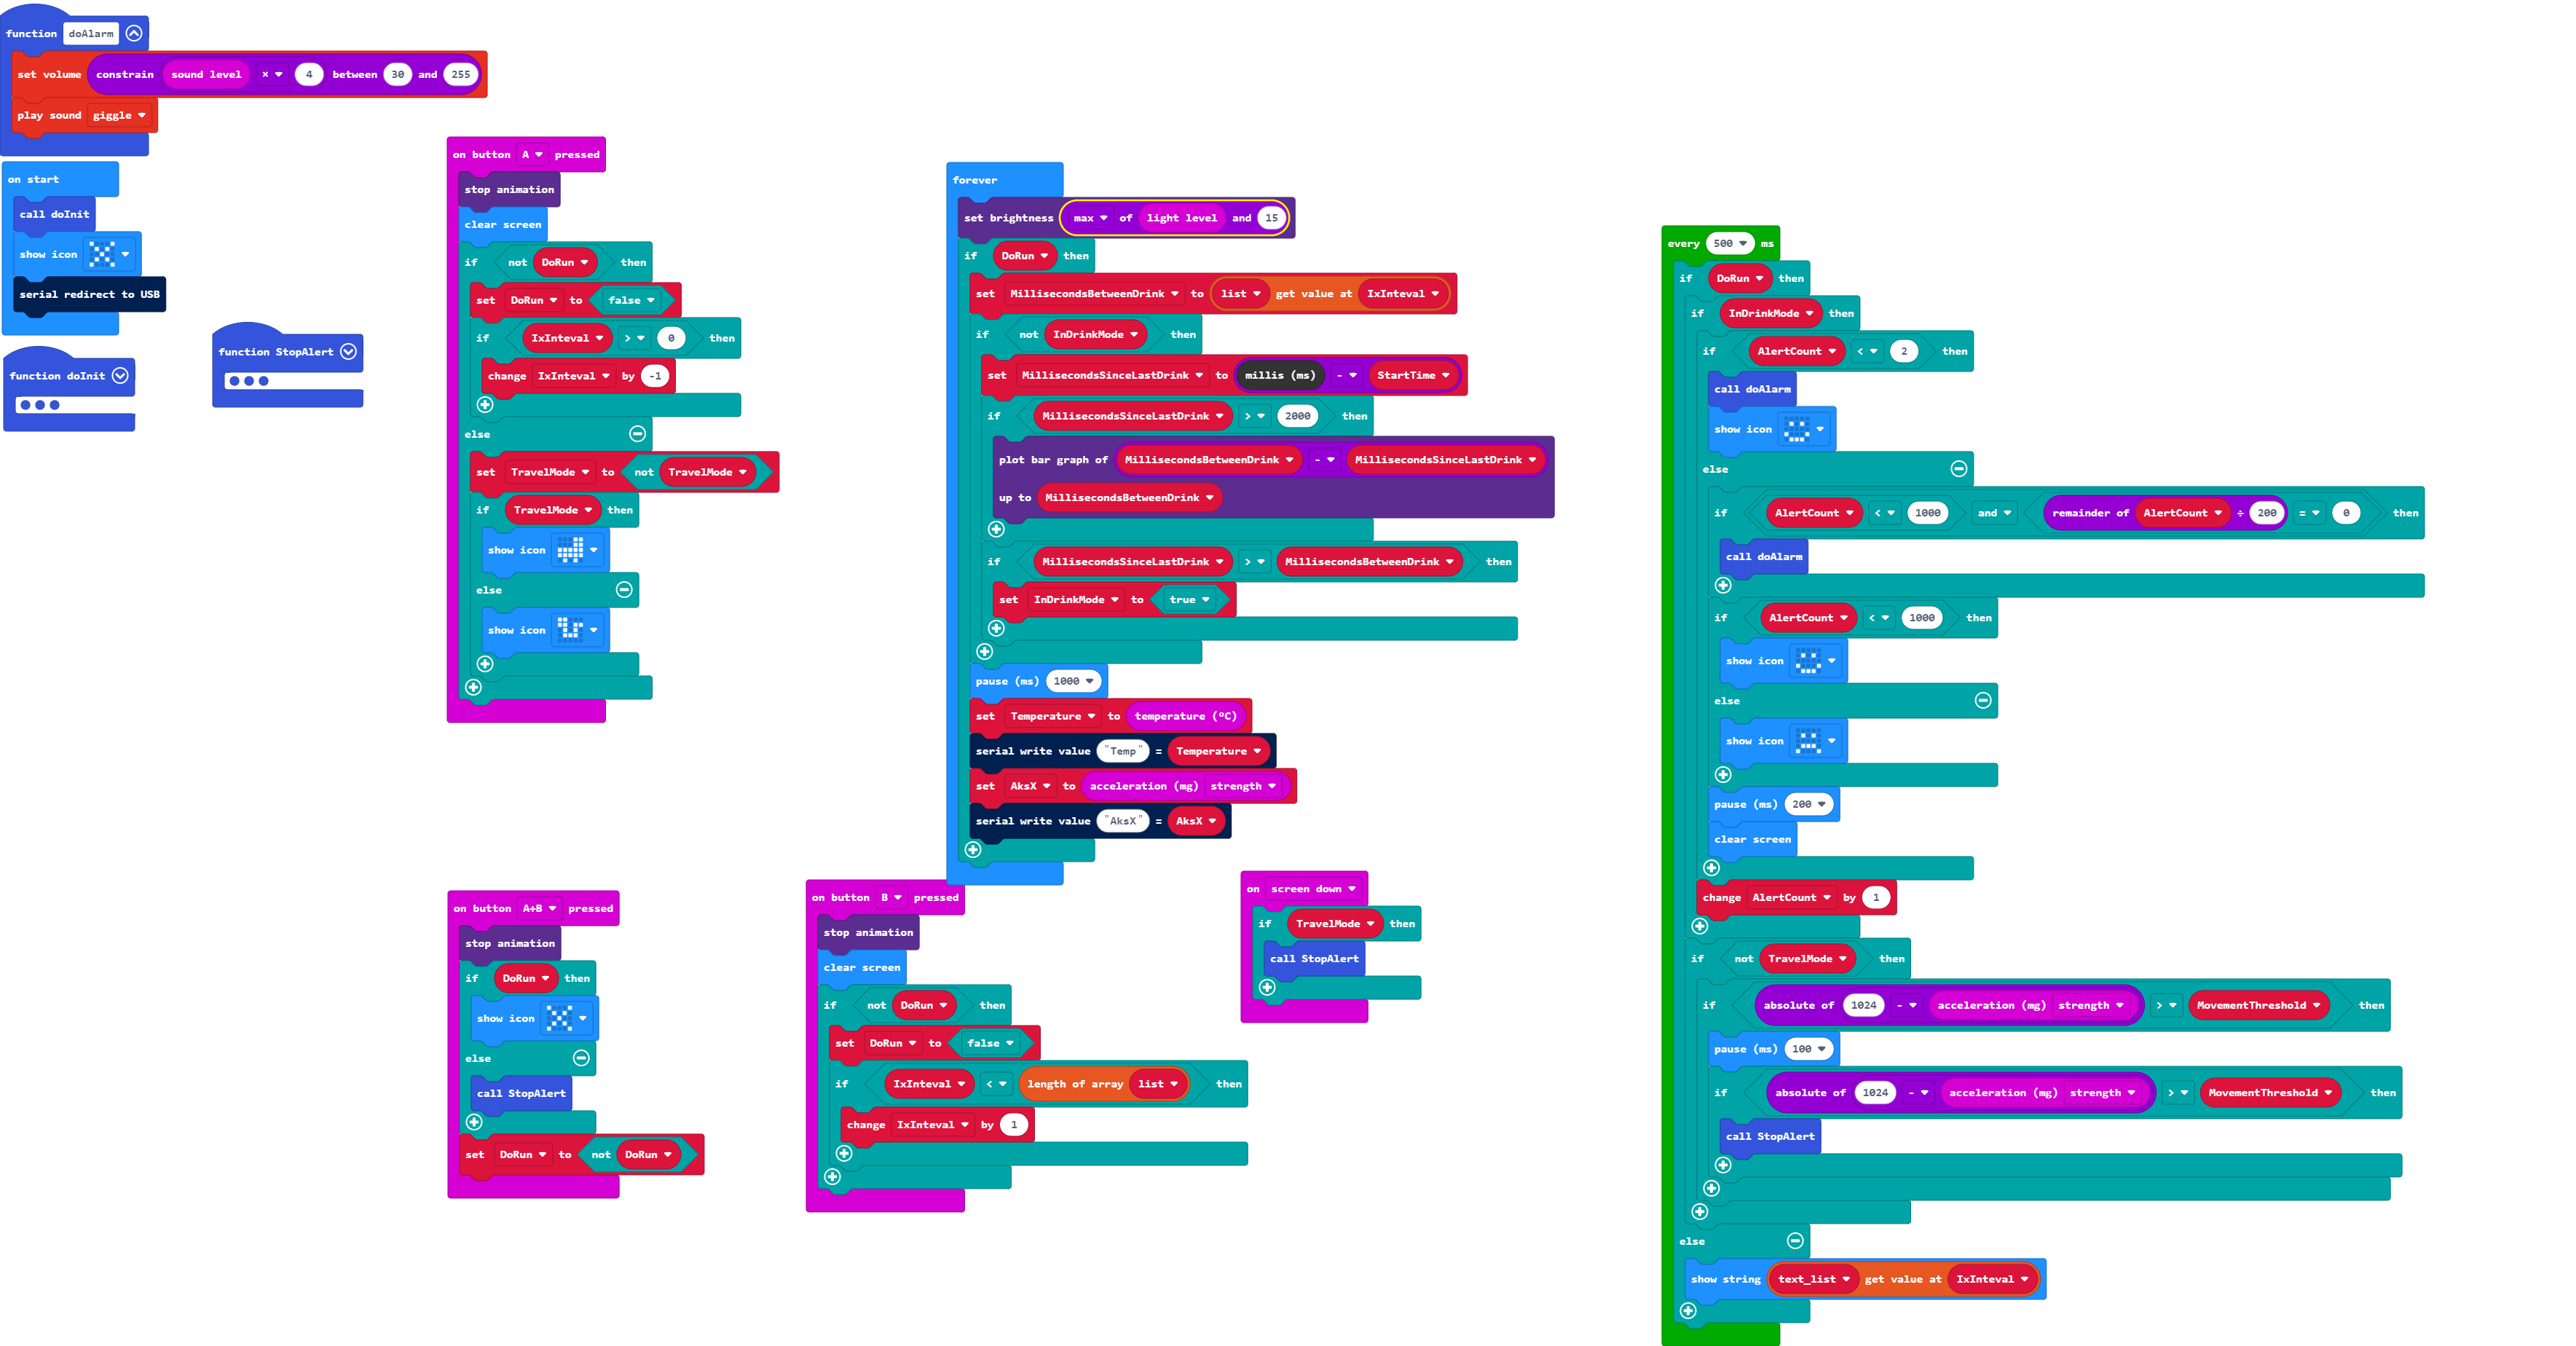 function doAlarm
set volume constrain sound level × 4 between 30 and 255
play sound giggle
on start
call doInit
show icon
serial redirect to USB
function doInit
function StopAlert
on button A pressed
stop animation
clear screen
if not DoRun then
set DoRun to false
if IxInteval > 0 then
change IxInteval by -1
else
set TravelMode to not TravelMode
if TravelMode then
show icon
else
show icon
on button A+B pressed
stop animation
if DoRun then
show icon
else
call StopAlert
set DoRun to not DoRun
on button B pressed
stop animation
clear screen
if not DoRun then
set DoRun to false
if IxInteval < length of array list then
change IxInteval by 1
forever
set brightness max of light level and 15
if DoRun then
set MillisecondsBetweenDrink to list get value at IxInteval
if not InDrinkMode then
set MillisecondsSinceLastDrink to millis (ms) - StartTime
if MillisecondsSinceLastDrink > 2000 then
plot bar graph of MillisecondsBetweenDrink - MillisecondsSinceLastDrink
up to MillisecondsBetweenDrink
if MillisecondsSinceLastDrink > MillisecondsBetweenDrink then
set InDrinkMode to true
pause (ms) 1000
set Temperature to temperature (°C)
serial write value "Temp" = Temperature
set AksX to acceleration (mg) strength
serial write value "AksX" = AksX
on screen down
if TravelMode then
call StopAlert
every 500 ms
if DoRun then
if InDrinkMode then
if AlertCount < 2 then
call doAlarm
show icon
else
if AlertCount < 1000 and remainder of AlertCount ÷ 200 = 0 then
call doAlarm
if AlertCount < 1000 then
show icon
else
show icon
pause (ms) 200
clear screen
change AlertCount by 1
if not TravelMode then
if absolute of 1024 - acceleration (mg) strength > MovementThreshold then
pause (ms) 100
if absolute of 1024 - acceleration (mg) strength > MovementThreshold then
call StopAlert
else
show string text_list get value at IxInteval